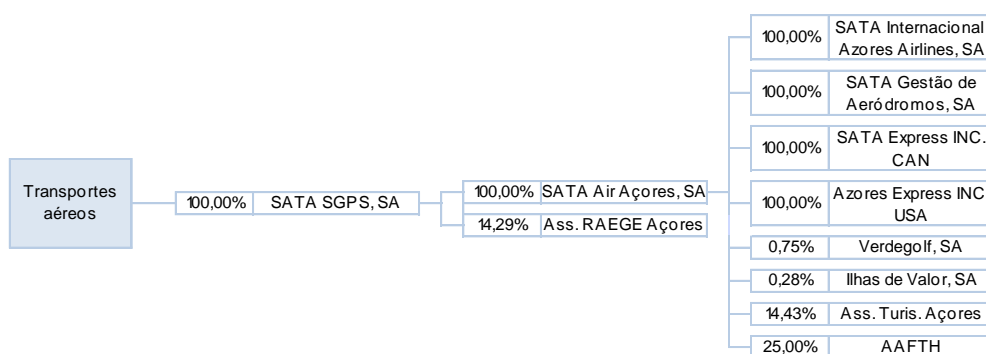 Transportes
aéreos
100,00% SATA SGPS, SA
100,00% SATA Air Açores, SA
14,29% Ass. RAEGE Açores
100,00% SATA Internacional
Azores Airlines, SA
100,00% SATA Gestão de
Aeródromos, SA
100,00% SATA Express INC.
CAN
100,00% Azores Express INC
USA
0,75% Verdegolf, SA
0,28% Ilhas de Valor, SA
14,43% Ass. Turis. Açores
25,00% AAFTH